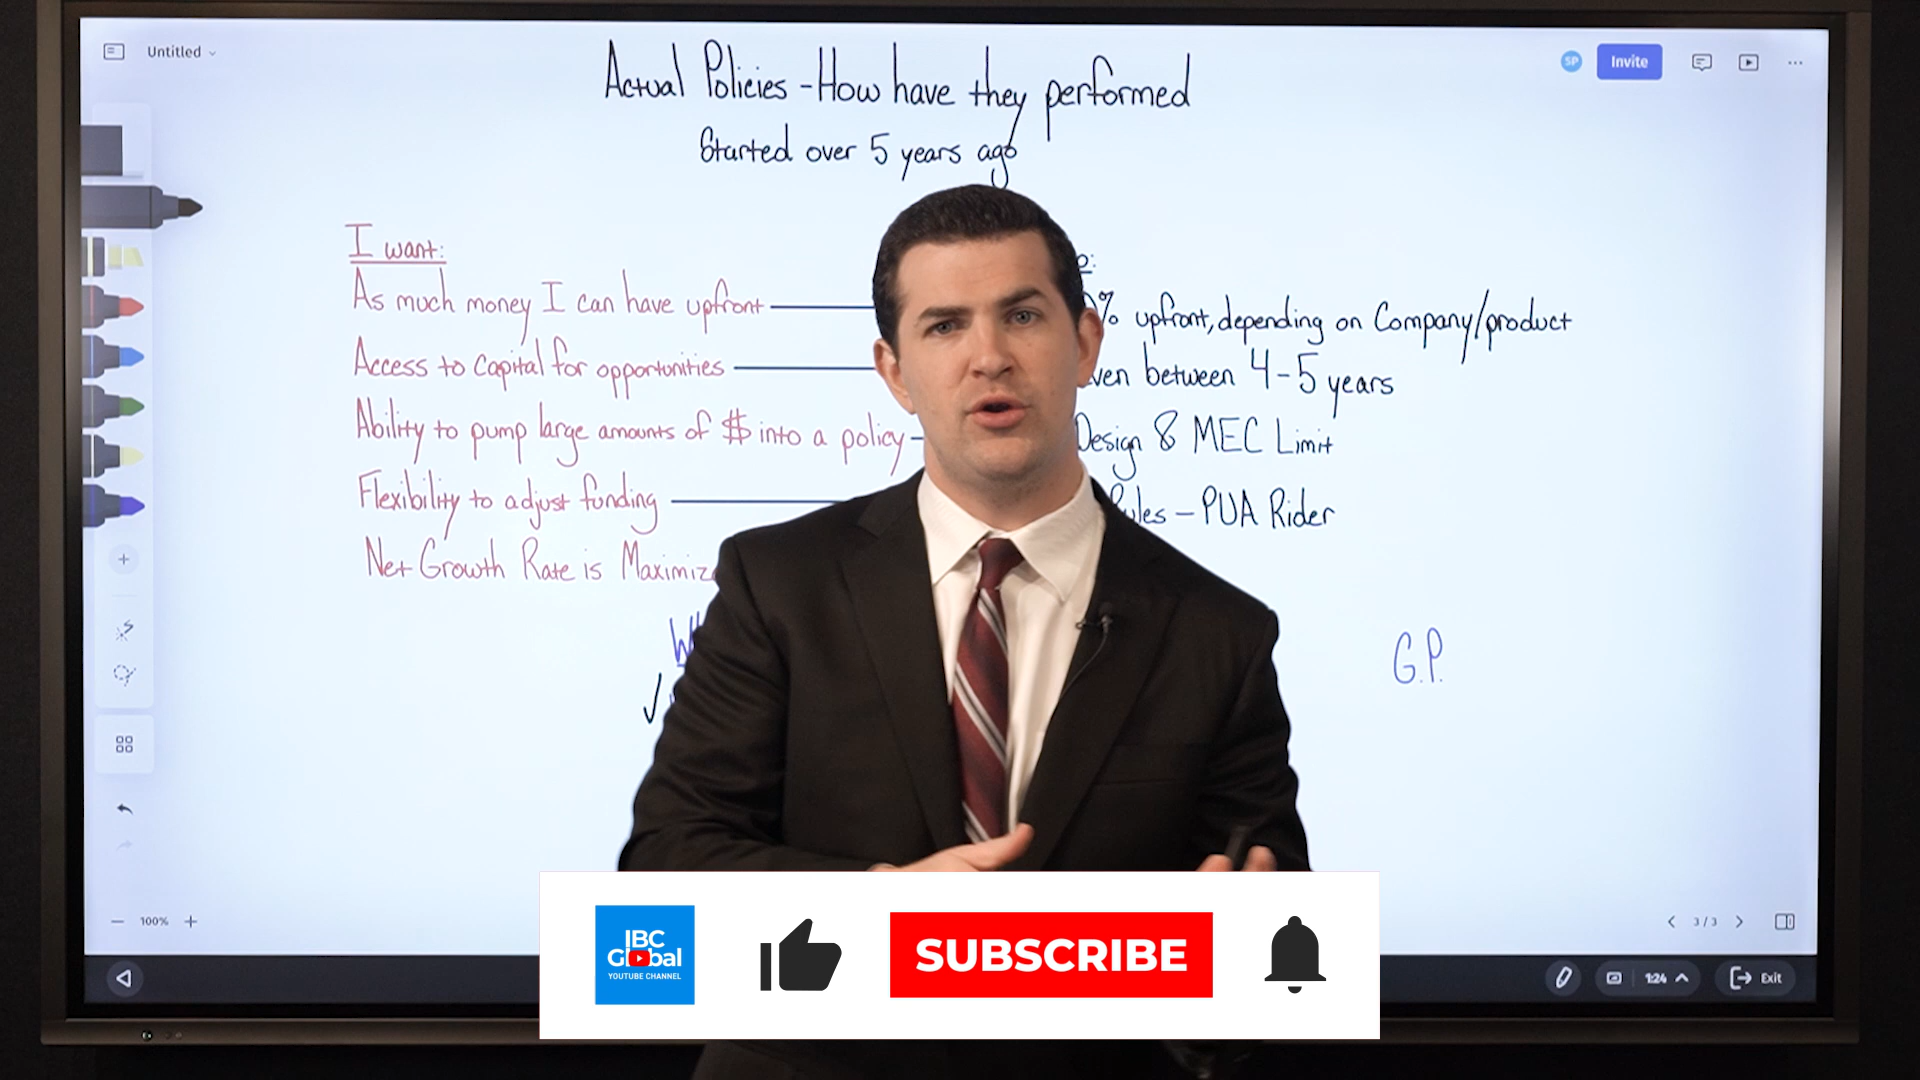 Untitled
Invite
SP
Actual Policies - How have they performed
Started over 5 years ago
I want:
As much money I can have upfront
% upfront, depending on Company/product
Access to Capital for opportunities
between 4-5 years
Ability to pump large amounts of $ into a policy
Design & MEC Limit
Flexibility to adjust funding
- PUA Rider
Net Growth Rate is
G.P.
100%
3/3
1:24
Exit
IBC
Global
YOUTUBE CHANNEL
SUBSCRIBE